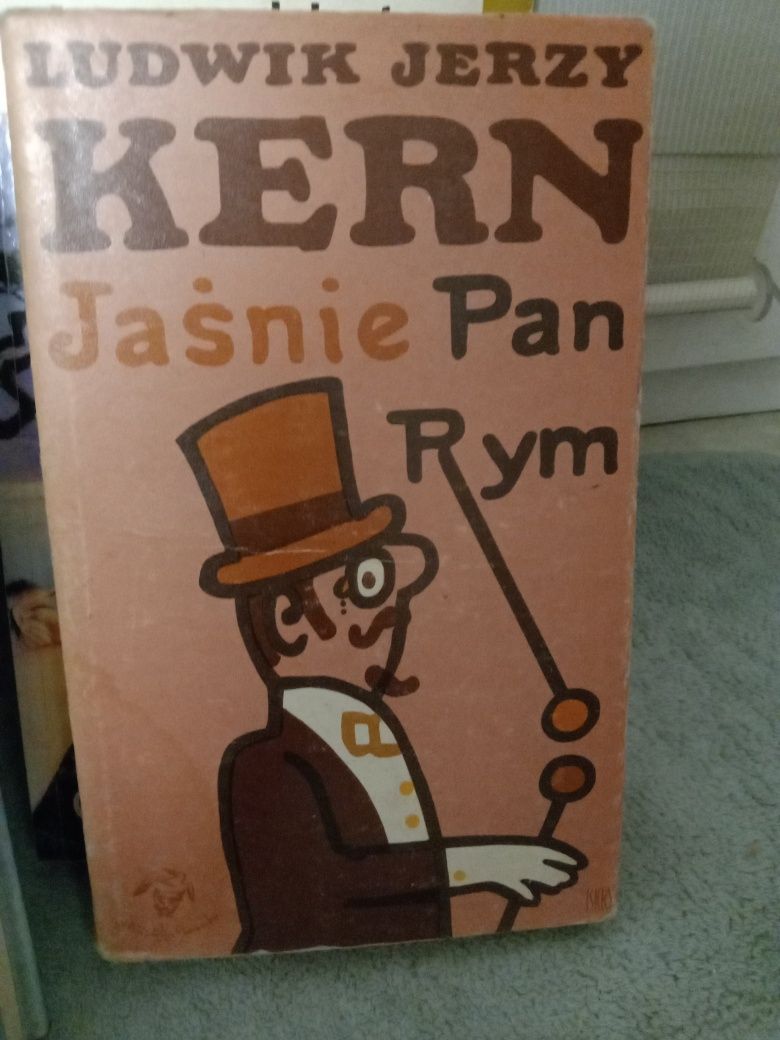 LUDWIK JERZY
KERN
Jaśnie Pan
Rym